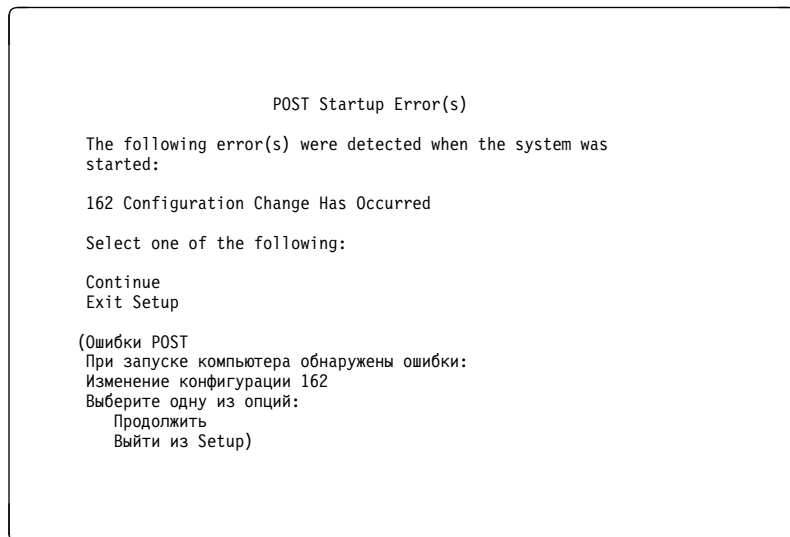 POST Startup Error(s)
The following error(s) were detected when the system was
started:
162 Configuration Change Has Occurred
Select one of the following:
Continue
Exit Setup
(Ошибки POST
При запуске компьютера обнаружены ошибки:
Изменение конфигурации 162
Выберите одну из опций:
Продолжить
Выйти из Setup)